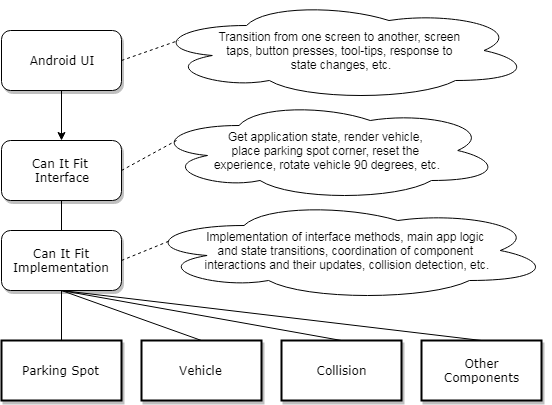 Transition from one screen to another, screen
taps, button presses, tool-tips, response to
state changes, etc.
Android UI
Get application state, render vehicle,
place parking spot corner, reset the
experience, rotate vehicle 90 degrees, etc.
Can It Fit
Interface
Implementation of interface methods, main app logic
and state transitions, coordination of component
interactions and their updates, collision detection, etc.
Can It Fit
Implementation
Parking Spot
Vehicle
Collision
Other
Components